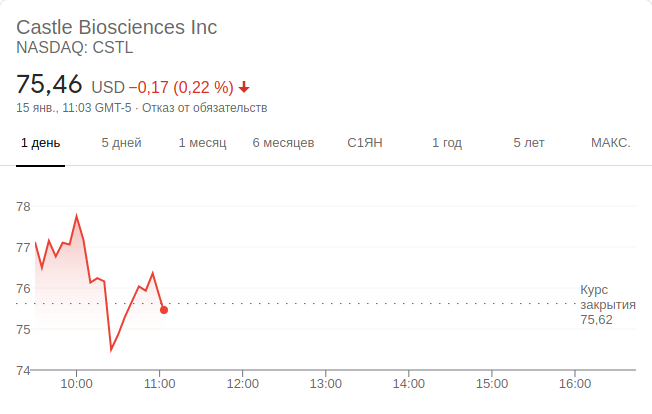 Castle Biosciences Inc
NASDAQ: CSTL
75,46 USD −0,17 (0,22 %)
15 янв., 11:03 GMT-5 · Отказ от обязательств
1 день 5 дней 1 месяц 6 месяцев С1ЯН 1 год 5 лет МАКС.
78
77
76
75
74
Курс
закрытия
75,62
10:00 11:00 12:00 13:00 14:00 15:00 16:00